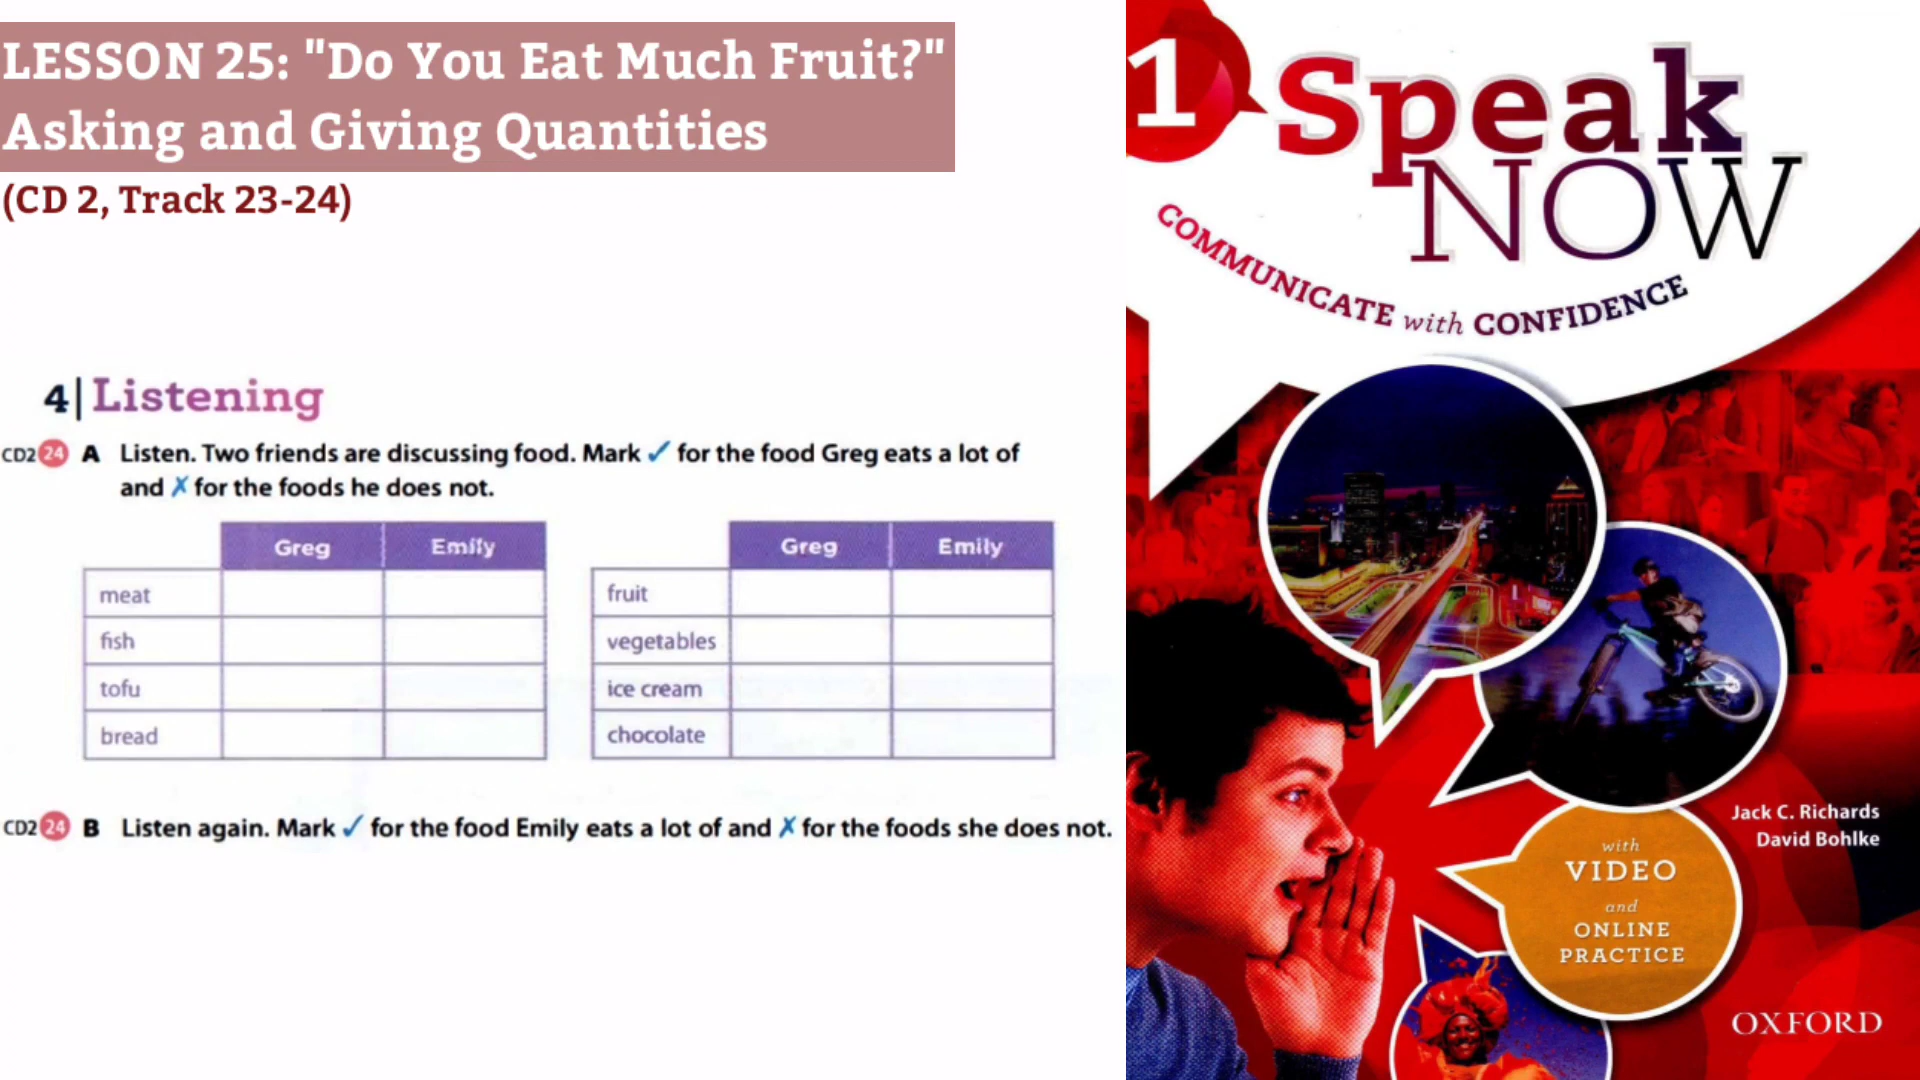 LESSON 25: "Do You Eat Much Fruit?"
Asking and Giving Quantities
(CD 2, Track 23-24)
4 | Listening
CD2 24 A Listen. Two friends are discussing food. Mark ✓ for the food Greg eats a lot of
and ✗ for the foods he does not.
Greg Emily
meat
fish
tofu
bread
Greg Emily
fruit
vegetables
ice cream
chocolate
CD2 24 B Listen again. Mark ✓ for the food Emily eats a lot of and ✗ for the foods she does not.
1 Speak
NOW
COMMUNICATE with CONFIDENCE
Jack C. Richards
David Bohlke
with
VIDEO
and
ONLINE
PRACTICE
OXFORD